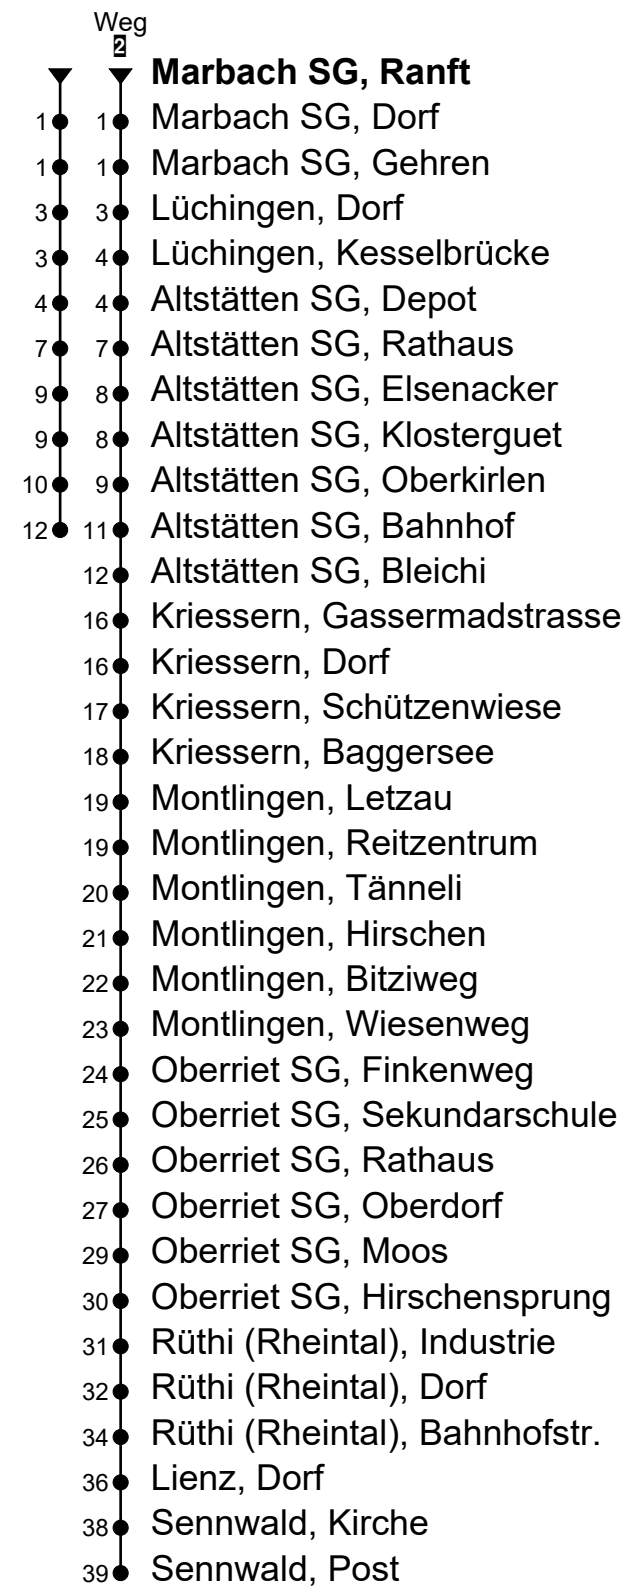 Weg
2
Marbach SG, Ranft
1 1 Marbach SG, Dorf
1 1 Marbach SG, Gehren
3 3 Lüchingen, Dorf
3 4 Lüchingen, Kesselbrücke
4 4 Altstätten SG, Depot
7 7 Altstätten SG, Rathaus
9 8 Altstätten SG, Elsenacker
9 8 Altstätten SG, Klosterguet
10 9 Altstätten SG, Oberkirlen
12 11 Altstätten SG, Bahnhof
12 Altstätten SG, Bleichi
16 Kriessern, Gassermadstrasse
16 Kriessern, Dorf
17 Kriessern, Schützenwiese
18 Kriessern, Baggersee
19 Montlingen, Letzau
19 Montlingen, Reitzentrum
20 Montlingen, Tänneli
21 Montlingen, Hirschen
22 Montlingen, Bitziweg
23 Montlingen, Wiesenweg
24 Oberriet SG, Finkenweg
25 Oberriet SG, Sekundarschule
26 Oberriet SG, Rathaus
27 Oberriet SG, Oberdorf
29 Oberriet SG, Moos
30 Oberriet SG, Hirschensprung
31 Rüthi (Rheintal), Industrie
32 Rüthi (Rheintal), Dorf
34 Rüthi (Rheintal), Bahnhofstr.
36 Lienz, Dorf
38 Sennwald, Kirche
39 Sennwald, Post